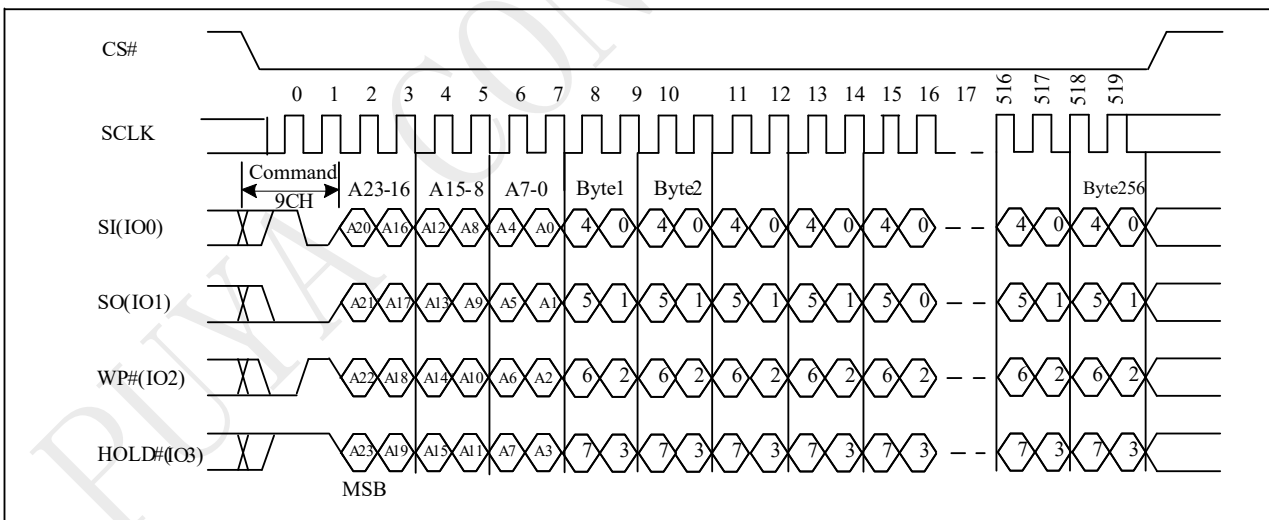 CS#
0 1 2 3 4 5 6 7 8 9 10 11 12 13 14 15 16 17 516 517 518 519
SCLK
Command
9CH
A23-16 A15-8 A7-0 Byte1 Byte2 Byte256
SI(IO0) A20 A16 A12 A8 A4 A0 4 0 4 0 4 0 4 0 4 0 4 0 4 0
SO(IO1) A21 A17 A13 A9 A5 A1 5 1 5 1 5 1 5 1 5 0 5 1 5 1
WP#(IO2) A22 A18 A14 A10 A6 A2 6 2 6 2 6 2 6 2 6 2 6 2 6 2
HOLD#(IO3) A23 A19 A15 A11 A7 A3 7 3 7 3 7 3 7 3 7 3 7 3 7 3
MSB
PUYA CON